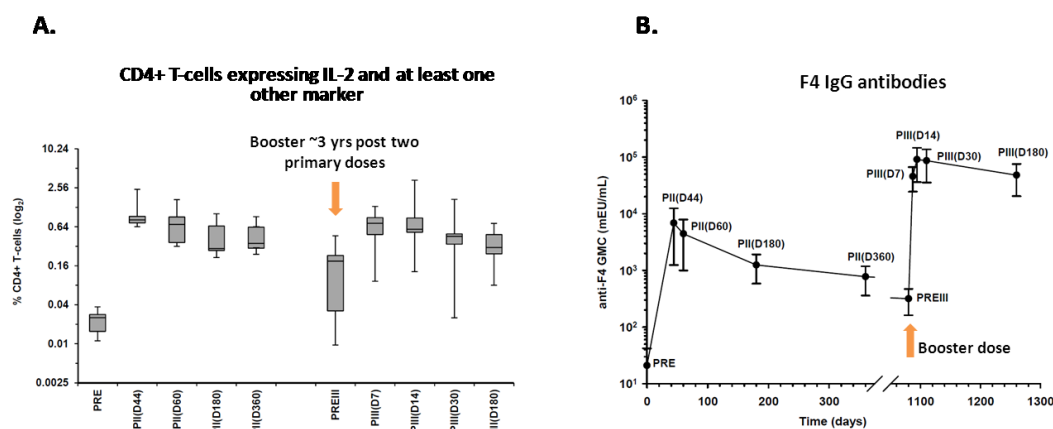 A.
CD4+ T-cells expressing IL-2 and at least one
other marker
Booster ~3 yrs post two
primary doses
% CD4+ T-cells (log2)
10.24
2.56
0.64
0.16
0.04
0.01
0.0025
PRE
PII(D44)
PII(D60)
PII(D180)
PII(D360)
PREIII
PIII(D7)
PIII(D14)
PIII(D30)
II(D180)
B.
F4 IgG antibodies
anti-F4 GMC (mEU/mL)
10^6
10^5
10^4
10^3
10^2
10^1
PRE
PII(D44)
PII(D60)
PII(D180)
PII(D360)
PREIII
PIII(D7)
PIII(D14)
PIII(D30)
PIII(D180)
Booster dose
0
100
200
300
1100
1200
1300
Time (days)